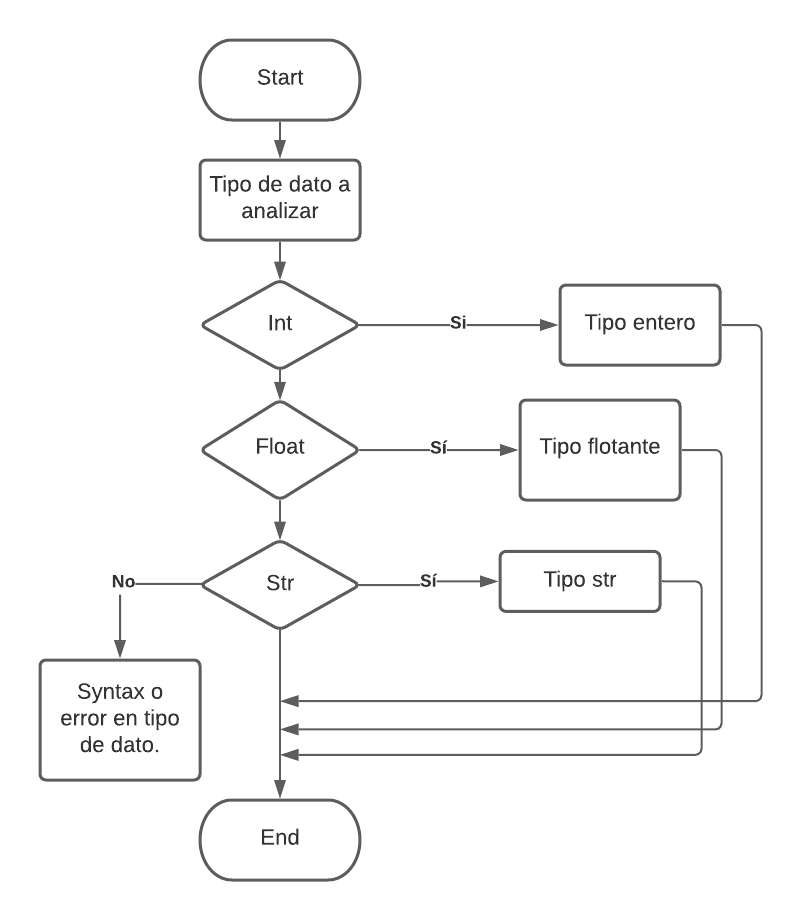 Start
Tipo de dato a
analizar
Int
Si
Tipo entero
Float
Sí
Tipo flotante
Str
Sí
Tipo str
No
Syntax o
error en tipo
de dato.
End